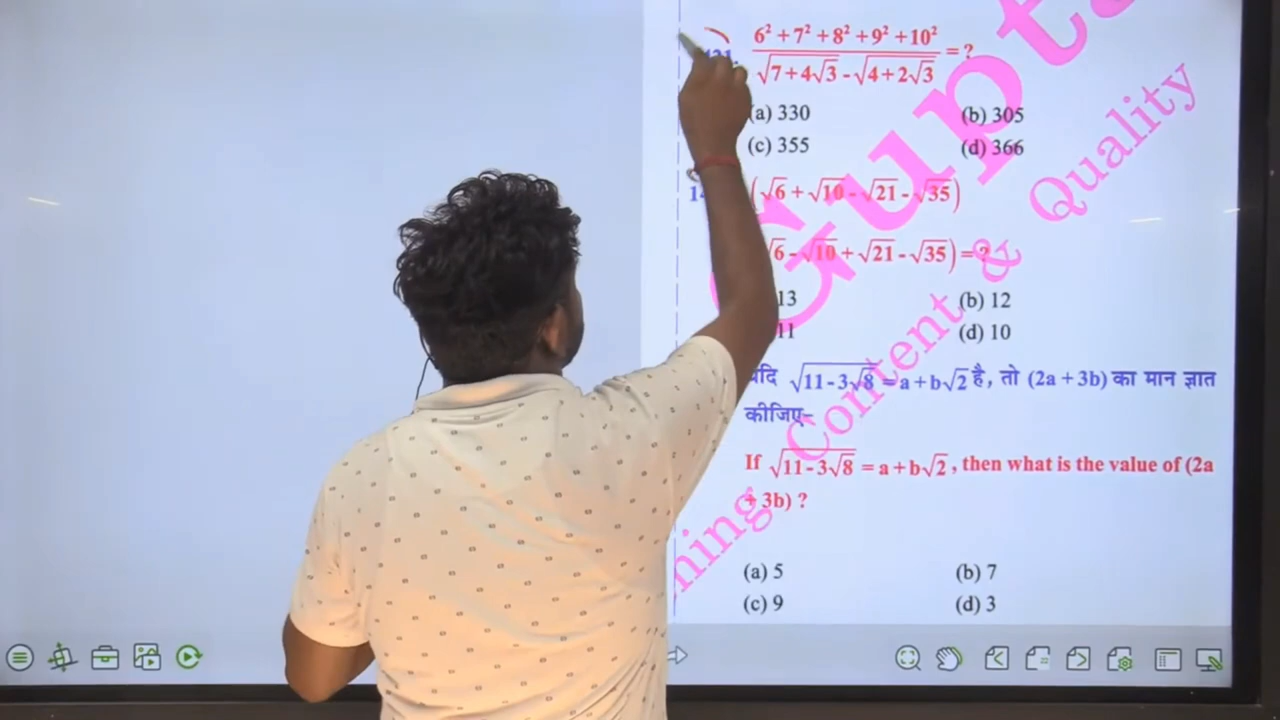 6² + 7² + 8² + 9² + 10²
√7 + 4√3 - √4 + 2√3
= ?
(a) 330 (b) 305
(c) 355 (d) 366
(√6 + √10 - √21 - √35)
√6 - √10 + √21 - √35) = ?
13 (b) 12
11 (d) 10
यदि √11 - 3√8 = a + b√2 है, तो (2a + 3b) का मान ज्ञात
कीजिए–
If √11 - 3√8 = a + b√2, then what is the value of (2a
+ 3b) ?
(a) 5 (b) 7
(c) 9 (d) 3
Gupta
Content & Quality
22